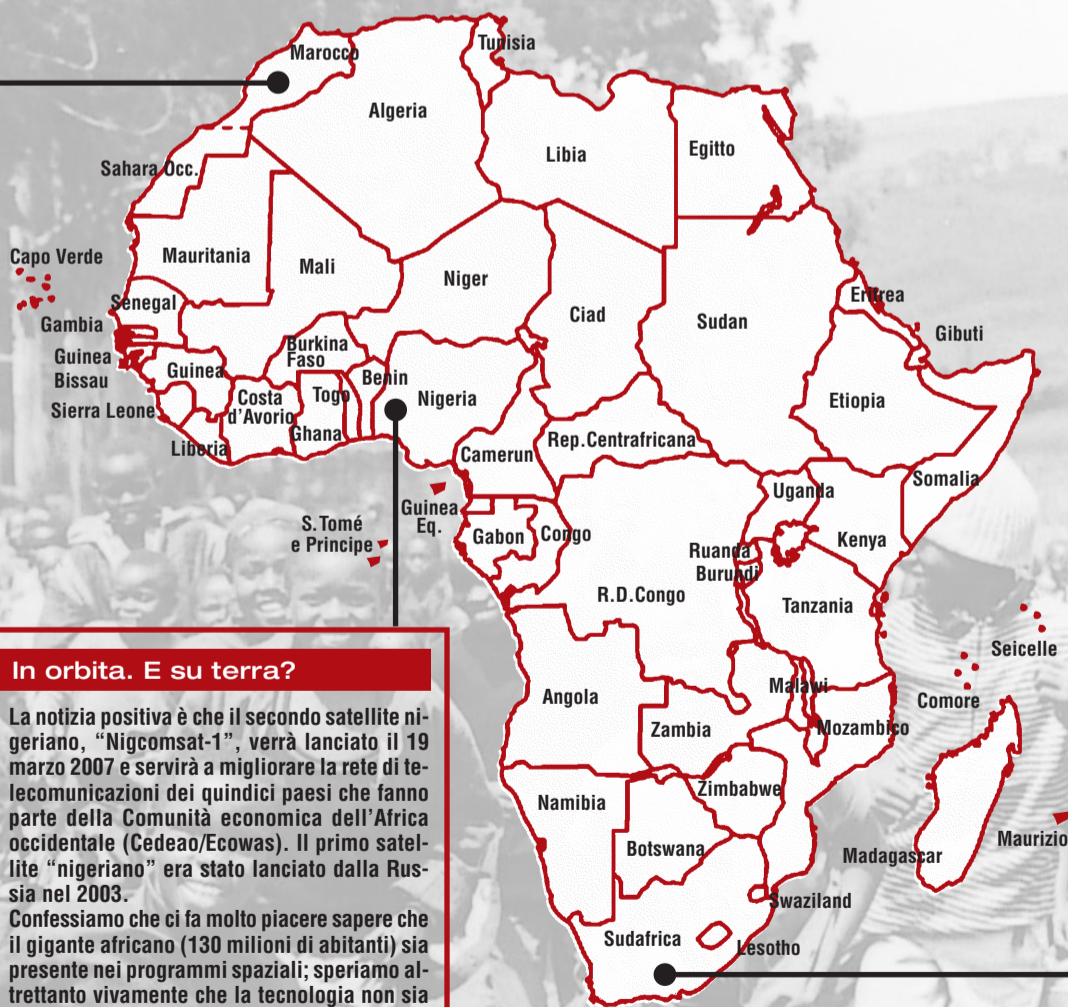 Marocco
Tunisia
Algeria
Libia
Egitto
Sahara Occ.
Capo Verde
Mauritania
Mali
Niger
Ciad
Sudan
Eritrea
Gibuti
Senegal
Gambia
Guinea
Bissau
Guinea
Sierra Leone
Liberia
Costa
d'Avorio
Burkina
Faso
Ghana
Togo
Benin
Nigeria
Camerun
Rep.Centrafricana
Etiopia
Somalia
Guinea
Eq.
S.Tomé
e Principe
Gabon
Congo
R.D.Congo
Uganda
Kenya
Ruanda
Burundi
Tanzania
Seicelle
Comore
Angola
Zambia
Malawi
Mozambico
Zimbabwe
Namibia
Botswana
Madagascar
Maurizio
Swaziland
Sudafrica
Lesotho
In orbita. E su terra?
La notizia positiva è che il secondo satellite ni-
geriano, “Nigcomsat-1”, verrà lanciato il 19
marzo 2007 e servirà a migliorare la rete di te-
lecomunicazioni dei quindici paesi che fanno
parte della Comunità economica dell'Africa
occidentale (Cedeao/Ecowas). Il primo satel-
lite “nigeriano” era stato lanciato dalla Rus-
sia nel 2003.
Confessiamo che ci fa molto piacere sapere che
il gigante africano (130 milioni di abitanti) sia
presente nei programmi spaziali; speriamo al-
trettanto vivamente che la tecnologia non sia